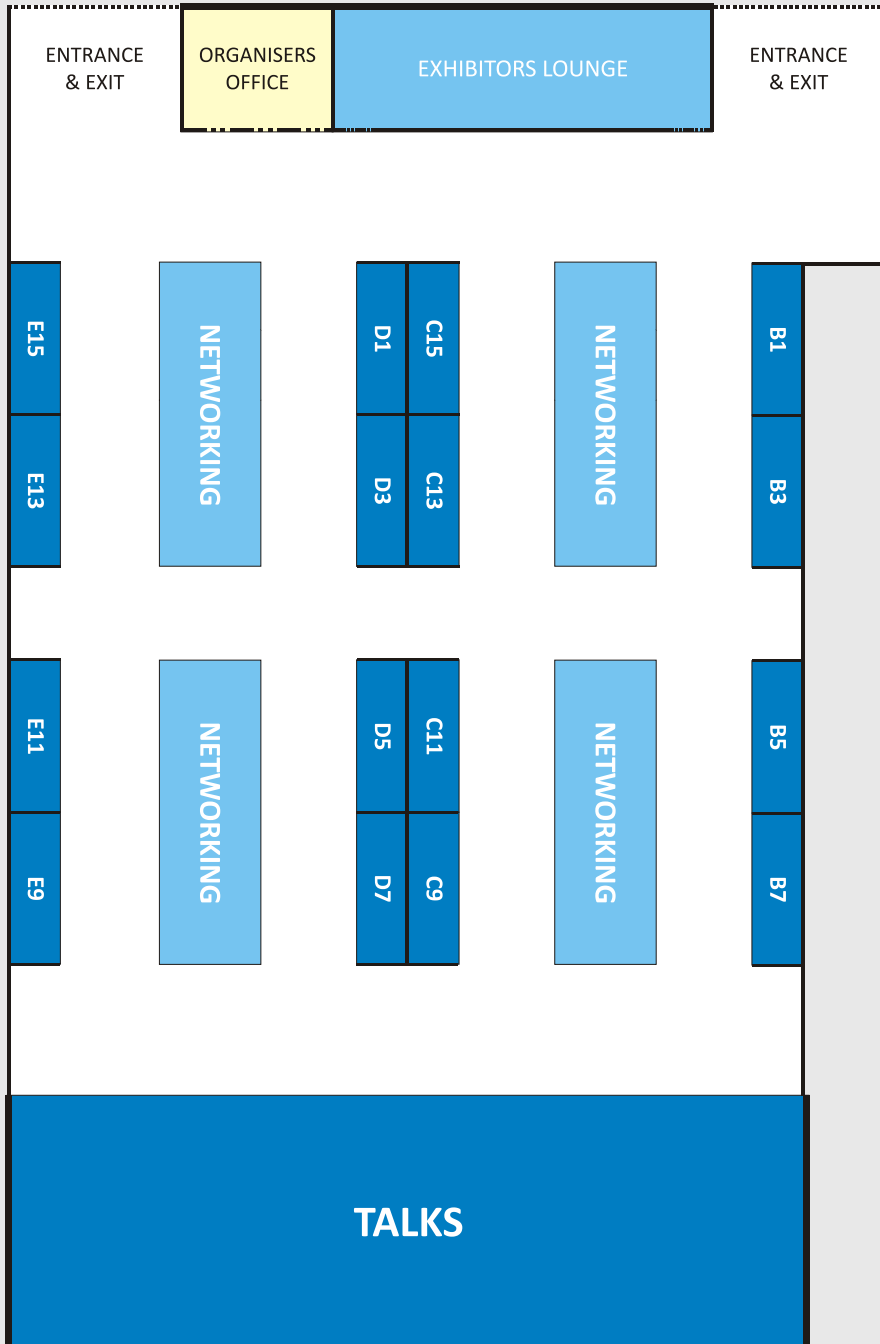 ENTRANCE
& EXIT
ORGANISERS
OFFICE
EXHIBITORS LOUNGE
ENTRANCE
& EXIT
E15
NETWORKING
D1
C15
NETWORKING
B1
E13
D3
C13
B3
E11
NETWORKING
D5
C11
NETWORKING
B5
E9
D7
C9
B7
TALKS